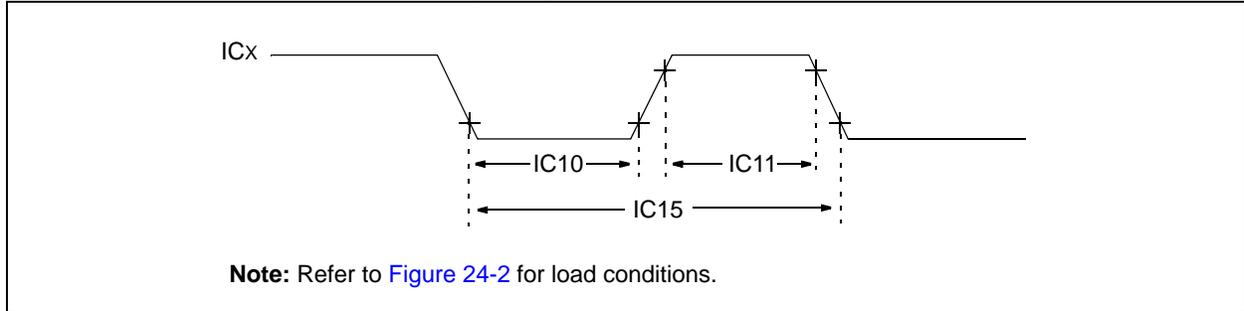 ICx
IC10
IC11
IC15
Note: Refer to Figure 24-2 for load conditions.